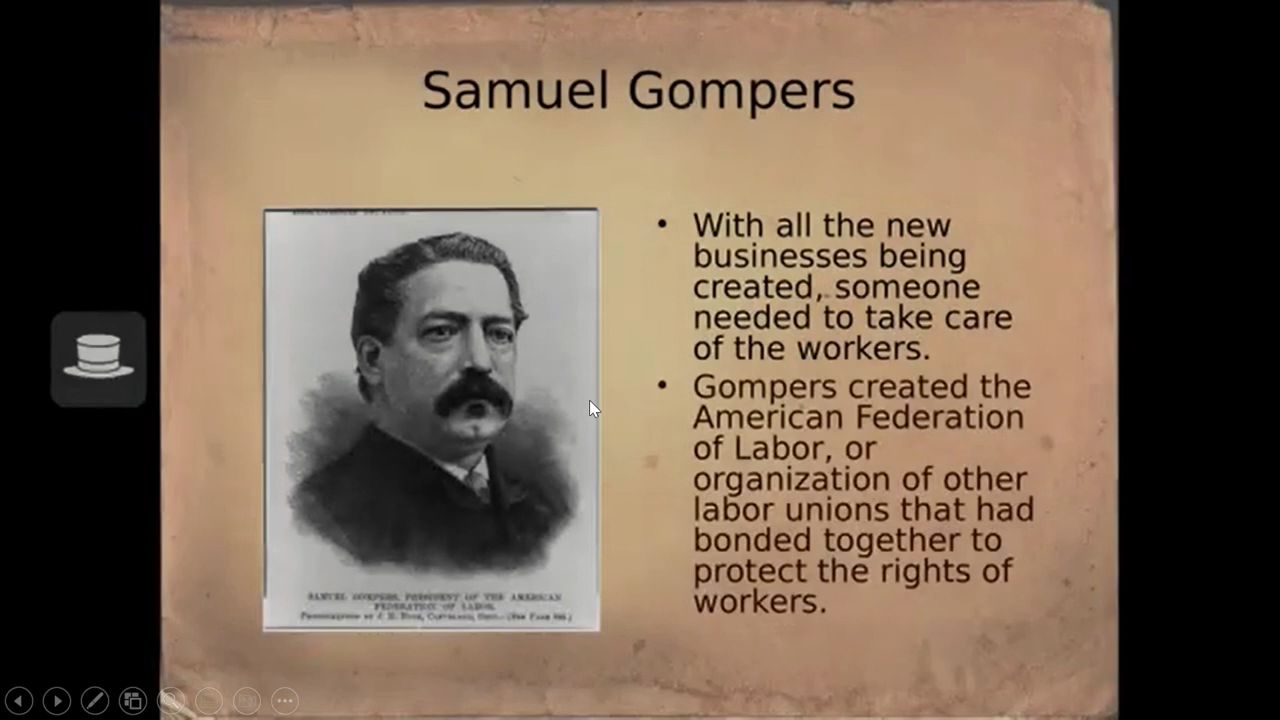 Samuel Gompers
• With all the new
businesses being
created, someone
needed to take care
of the workers.
• Gompers created the
American Federation
of Labor, or
organization of other
labor unions that had
bonded together to
protect the rights of
workers.
SAMUEL GOMPERS, PRESIDENT OF THE AMERICAN
FEDERATION OF LABOR.